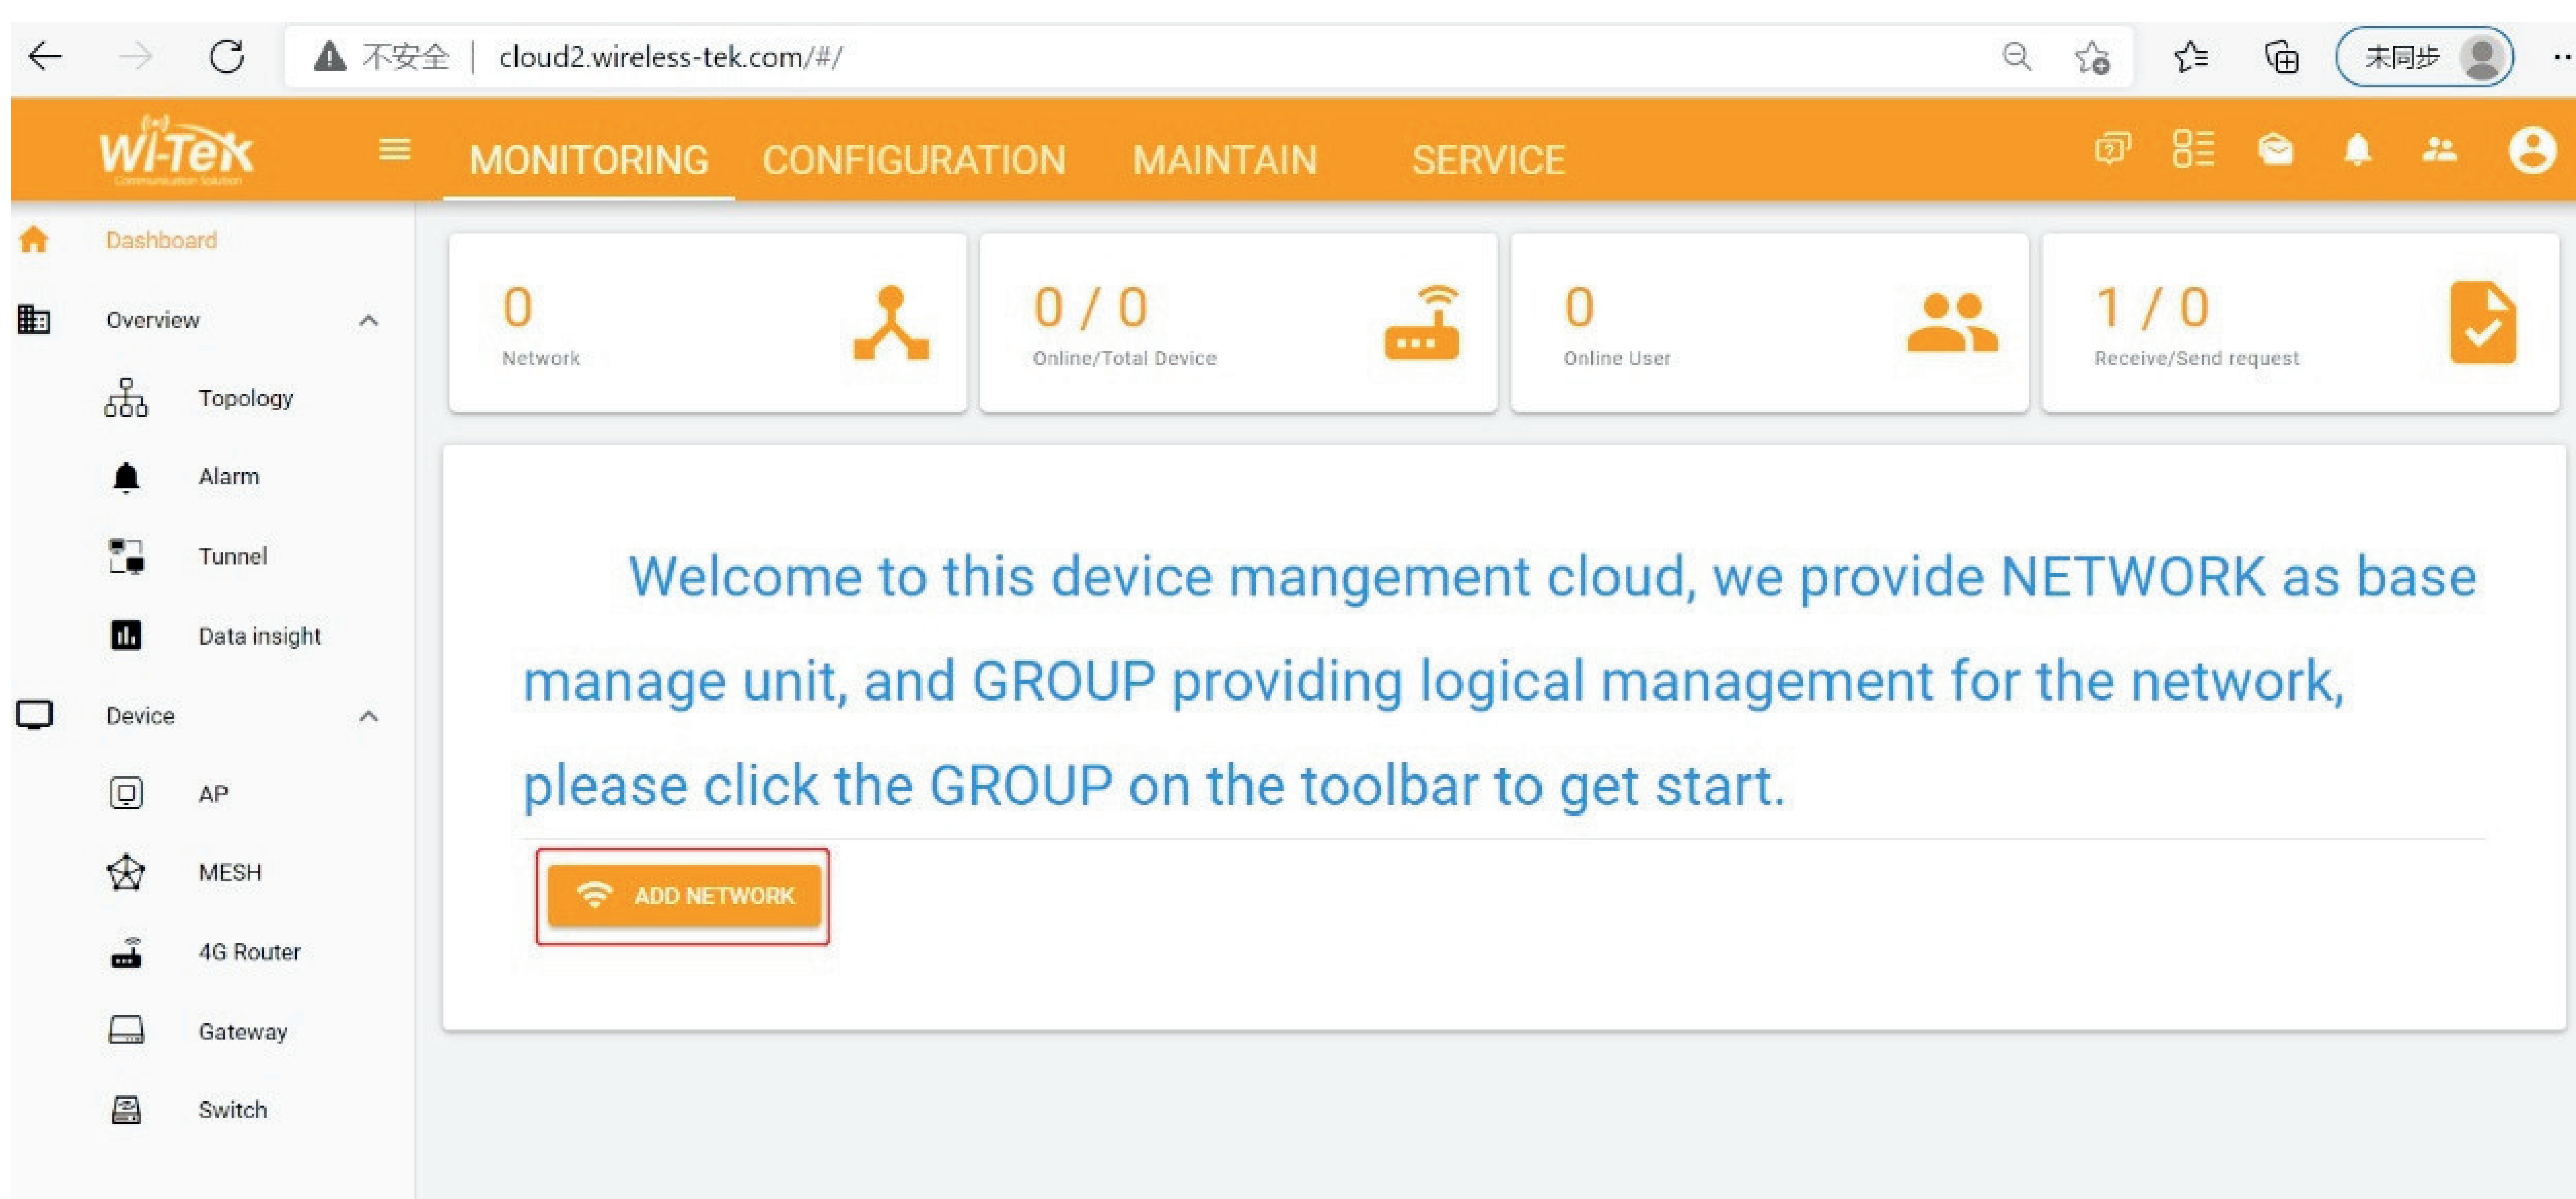 不安全 | cloud2.wireless-tek.com/#/
未同步
Wi-Tek
Communication Solution
MONITORING CONFIGURATION MAINTAIN SERVICE
Dashboard
Overview
Topology
Alarm
Tunnel
Data insight
Device
AP
MESH
4G Router
Gateway
Switch
0
Network
0 / 0
Online/Total Device
0
Online User
1 / 0
Receive/Send request
Welcome to this device mangement cloud, we provide NETWORK as base
manage unit, and GROUP providing logical management for the network,
please click the GROUP on the toolbar to get start.
ADD NETWORK